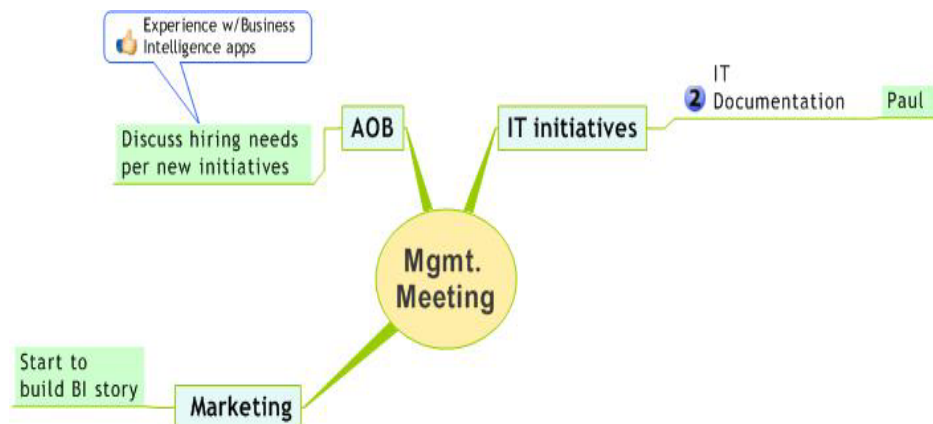 Experience w/Business
Intelligence apps
Discuss hiring needs
per new initiatives
AOB
IT initiatives
2
IT
Documentation
Paul
Mgmt.
Meeting
Start to
build BI story
Marketing